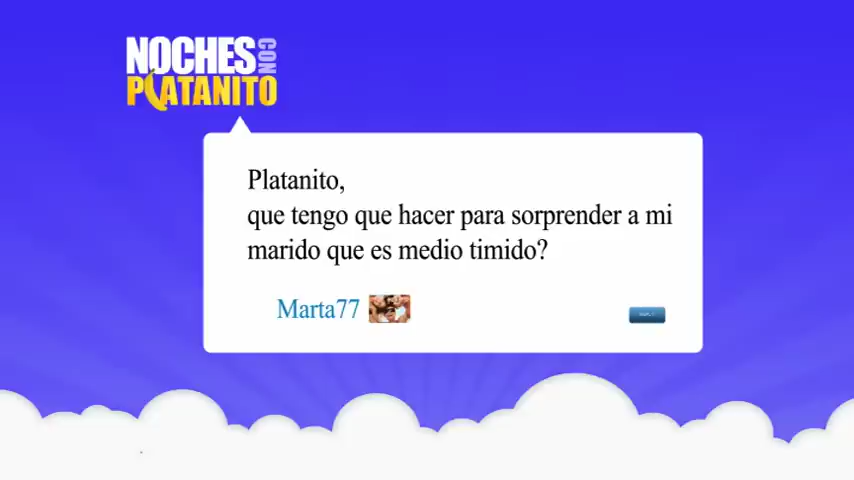 NOCHES CON
PLATANITO
Platanito,
que tengo que hacer para sorprender a mi
marido que es medio timido?
Marta77